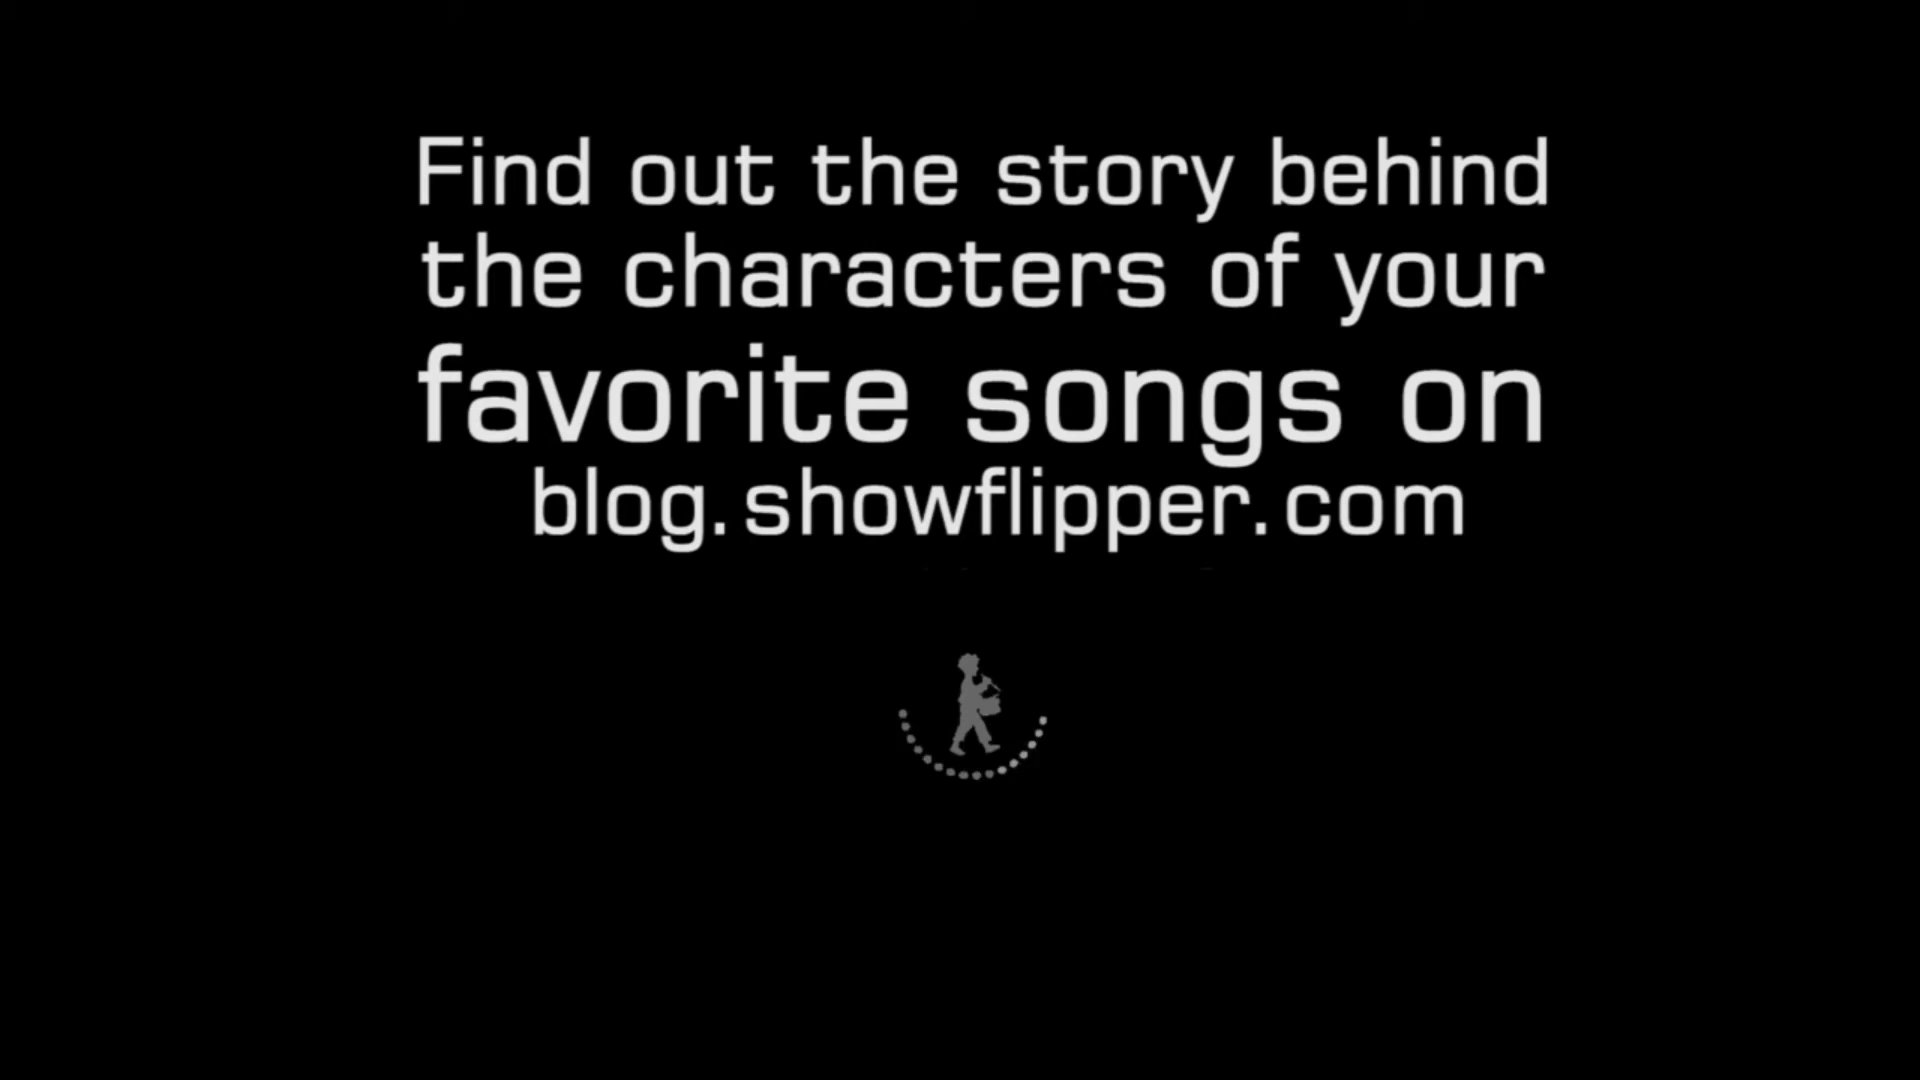 Find out the story behind
the characters of your
favorite songs on
blog.showflipper.com